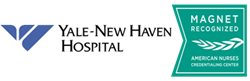 YALE-NEW HAVEN
HOSPITAL
MAGNET
RECOGNIZED
AMERICAN NURSES
CREDENTIALING CENTER